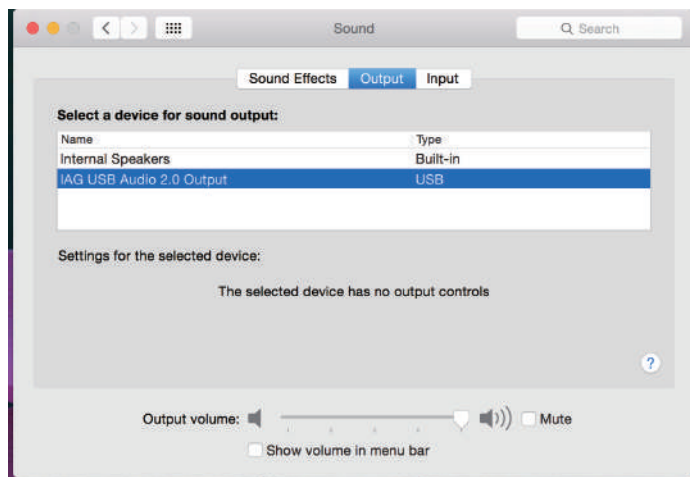 Sound
Search
Sound Effects Output Input
Select a device for sound output:
Name Type
Internal Speakers Built-in
IAG USB Audio 2.0 Output USB
Settings for the selected device:
The selected device has no output controls
?
Output volume: Mute
Show volume in menu bar